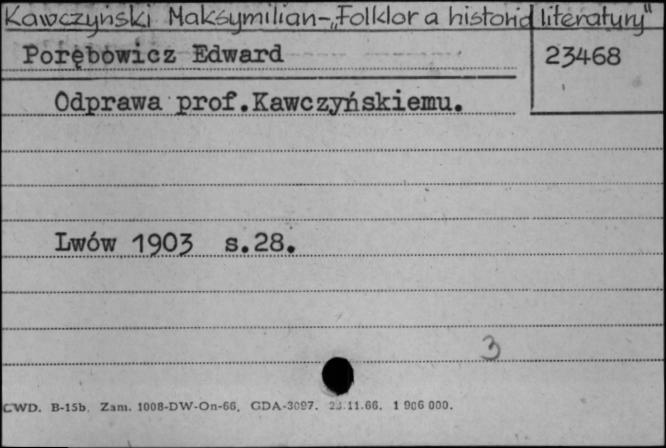 Kawczyński Maksymilian-„Folklor a historia literatury"
Porębowicz Edward
23468
Odprawa prof.Kawczyńskiemu.
Lwów 1903 s.28.
3
CWD. B-15b. Zam. 1008-DW-On-66. GDA-3097. 23.11.66. 1 906 000.